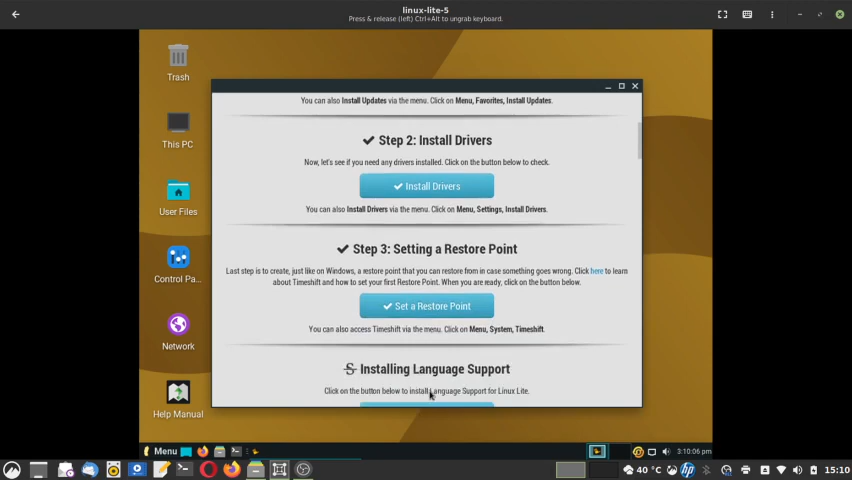 linux-lite-5
Press & release (left) Ctrl+Alt to ungrab keyboard.
Trash
This PC
User Files
Control Pa...
Network
Help Manual
You can also Install Updates via the menu. Click on Menu, Favorites, Install Updates.
Step 2: Install Drivers
Now, let's see if you need any drivers installed. Click on the button below to check.
Install Drivers
You can also Install Drivers via the menu. Click on Menu, Settings, Install Drivers.
Step 3: Setting a Restore Point
Last step is to create, just like on Windows, a restore point that you can restore from in case something goes wrong. Click here to learn
about Timeshift and how to set your first Restore Point. When you are ready, click on the button below.
Set a Restore Point
You can also access Timeshift via the menu. Click on Menu, System, Timeshift.
Installing Language Support
Click on the button below to install Language Support for Linux Lite.
Menu
3:10:06 pm
40 °C
hp
15:10